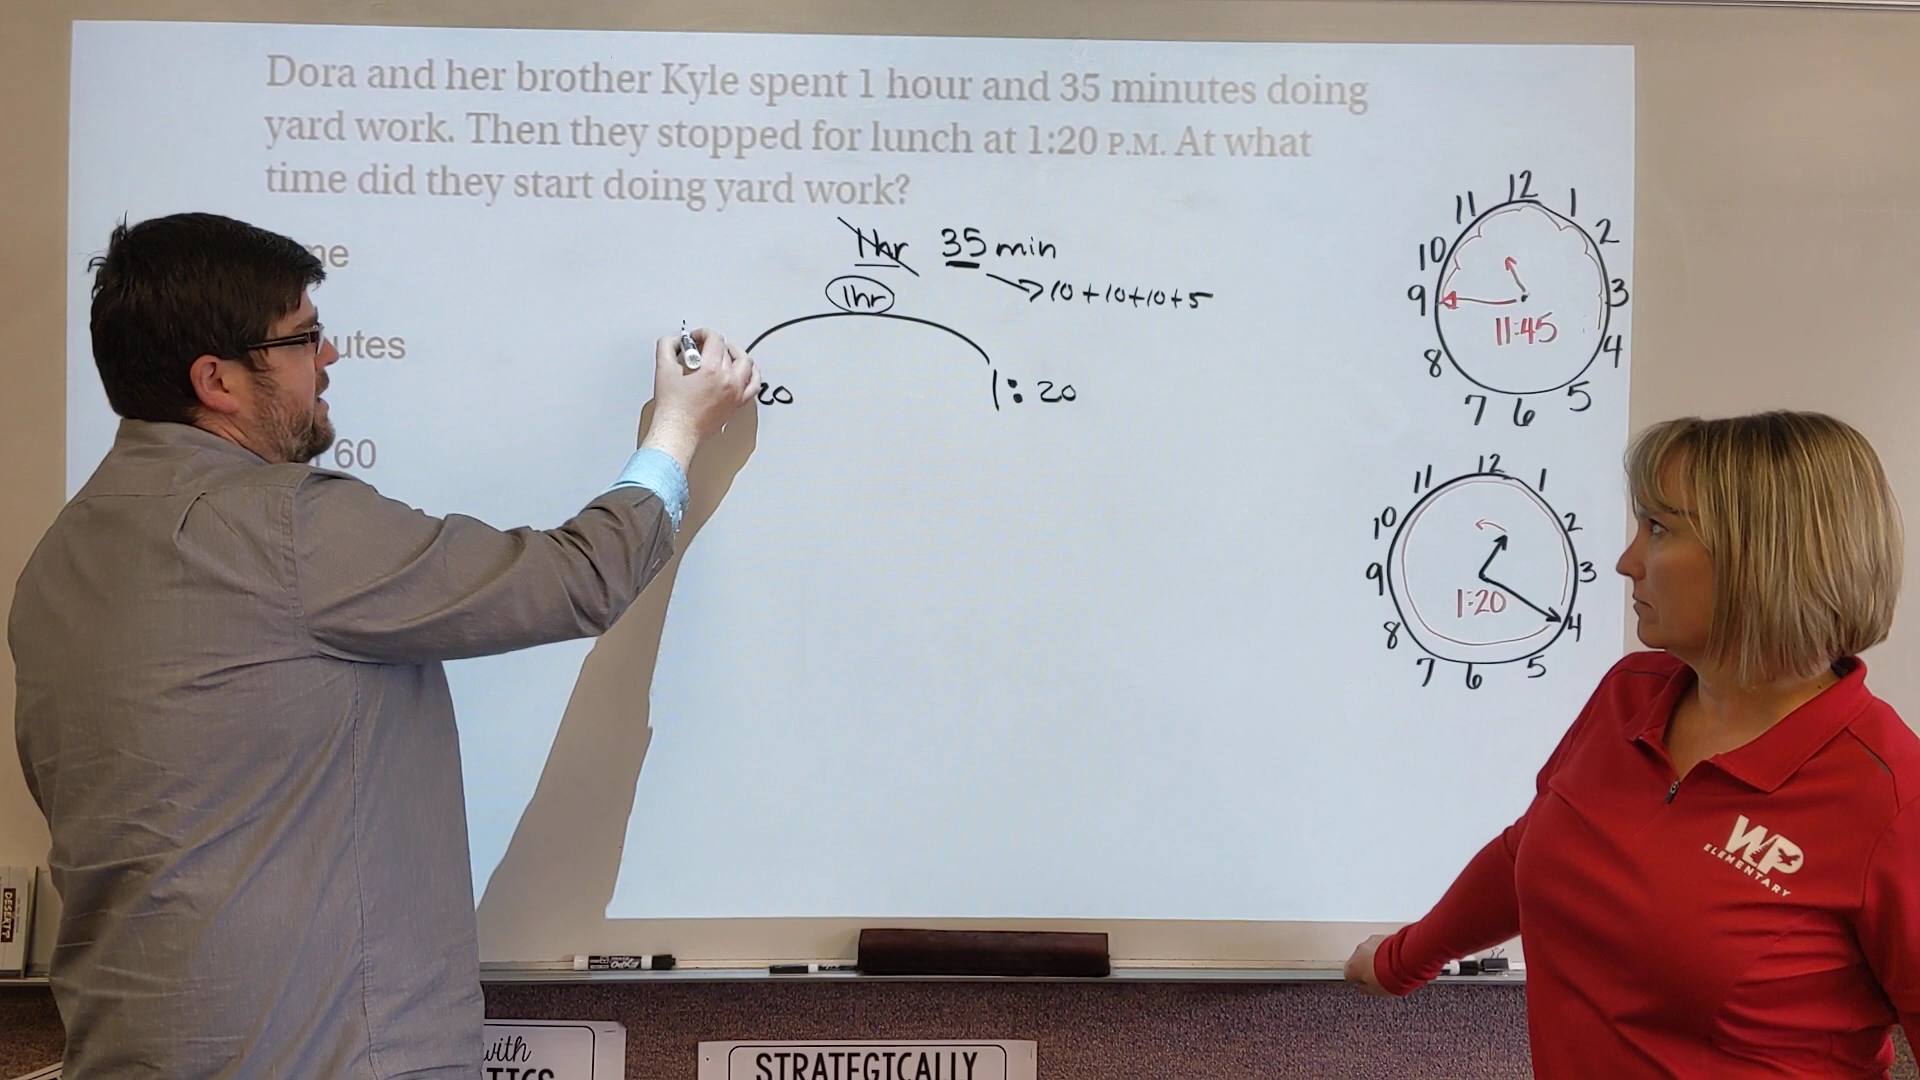 Dora and her brother Kyle spent 1 hour and 35 minutes doing
yard work. Then they stopped for lunch at 1:20 P.M. At what
time did they start doing yard work?
1hr 35 min
10+10+10+5
1hr
20
1:20
60
12
11 1
10 2
9 3
11:45
8 4
7 6 5
12
11 1
10 2
9 3
1:20
8 4
7 6 5
WP
ELEMENTARY
DESERT
EXPO
with
STRATEGICALLY